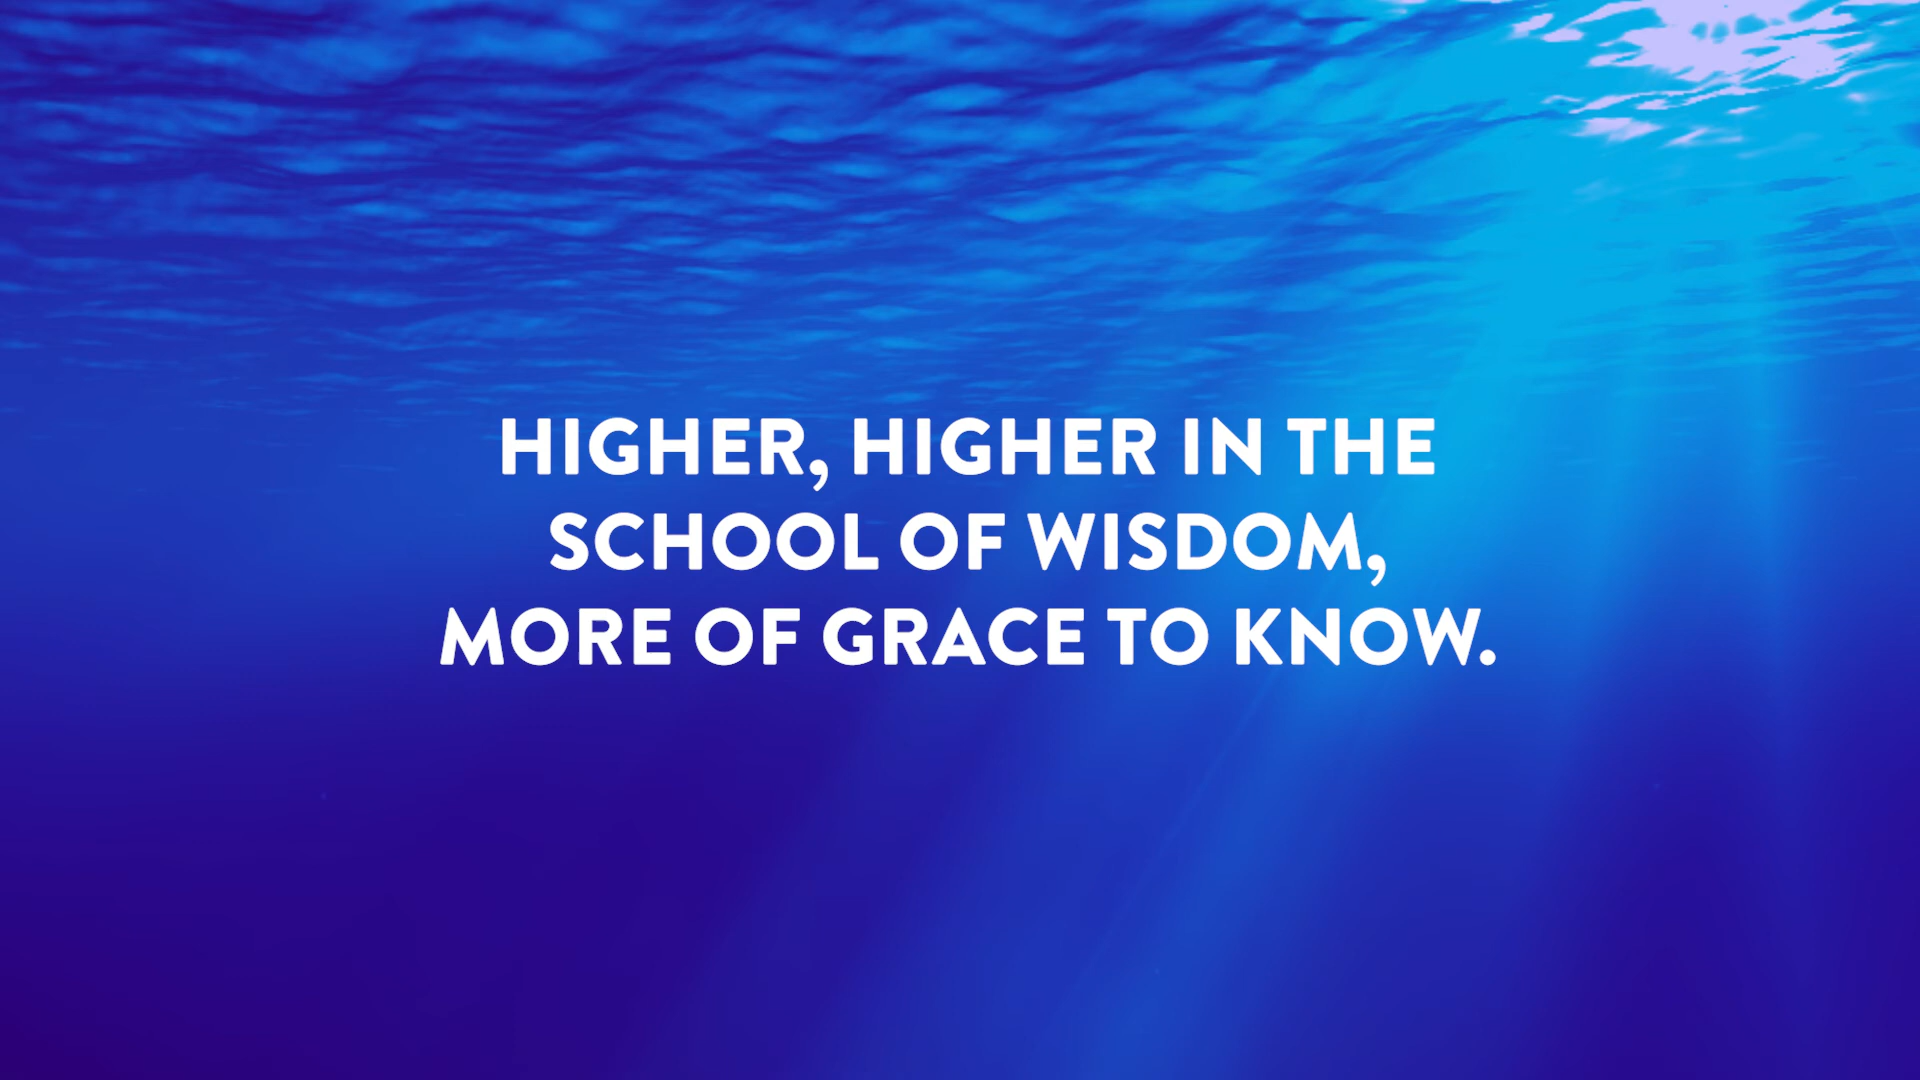 HIGHER, HIGHER IN THE
SCHOOL OF WISDOM,
MORE OF GRACE TO KNOW.